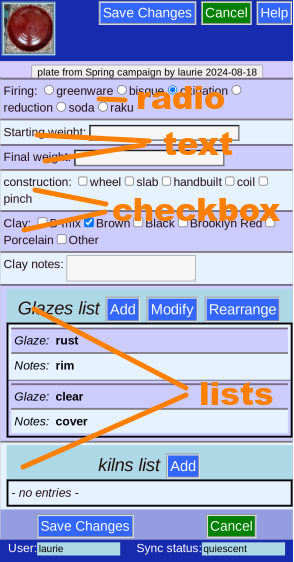 Save Changes Cancel Help
plate from Spring campaign by laurie 2024-08-18
Firing: greenware bisque oxidation
reduction soda raku
radio
Starting weight:
text
Final weight:
construction: wheel slab handbuilt coil
pinch
checkbox
Clay: B-mix Brown Black Brooklyn Red
Porcelain Other
Clay notes:
Glazes list Add Modify Rearrange
Glaze: rust
Notes: rim
lists
Glaze: clear
Notes: cover
kilns list Add
- no entries -
Save Changes Cancel
User: laurie Sync status: quiescent